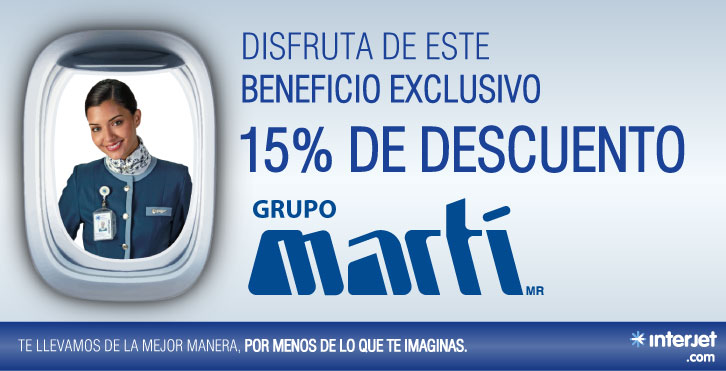 DISFRUTA DE ESTE
BENEFICIO EXCLUSIVO
15% DE DESCUENTO
GRUPO
martí
MR
TE LLEVAMOS DE LA MEJOR MANERA, POR MENOS DE LO QUE TE IMAGINAS.
interjet
.com